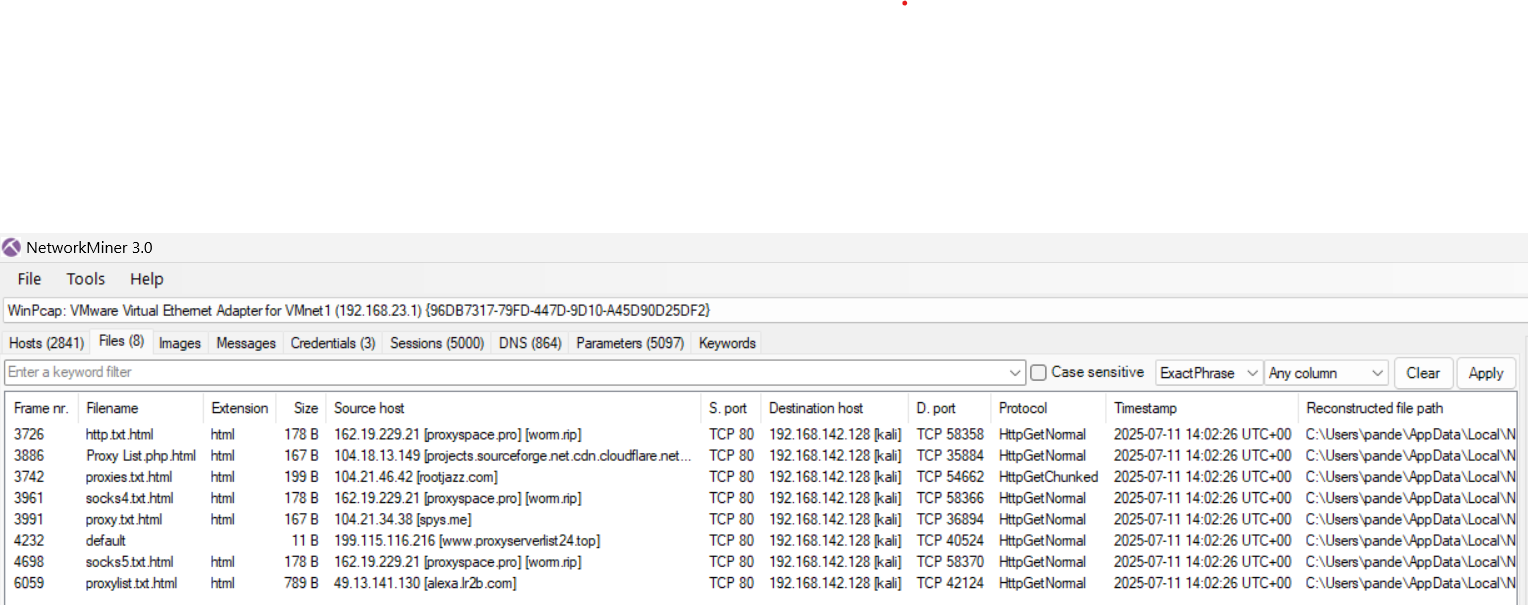 NetworkMiner 3.0
File Tools Help
WinPcap: VMware Virtual Ethernet Adapter for VMnet1 (192.168.23.1) {96DB7317-79FD-447D-9D10-A45D90D25DF2}
Hosts (2841) Files (8) Images Messages Credentials (3) Sessions (5000) DNS (864) Parameters (5097) Keywords
Enter a keyword filter Case sensitive ExactPhrase Any column Clear Apply
Frame nr. Filename Extension Size Source host S. port Destination host D. port Protocol Timestamp Reconstructed file path
3726 http.txt.html html 178 B 162.19.229.21 [proxyspace.pro] [worm.rip] TCP 80 192.168.142.128 [kali] TCP 58358 HttpGetNormal 2025-07-11 14:02:26 UTC+00 C:\Users\pande\AppData\Local\N
3886 Proxy List.php.html html 167 B 104.18.13.149 [projects.sourceforge.net.cdn.cloudflare.net... TCP 80 192.168.142.128 [kali] TCP 35884 HttpGetNormal 2025-07-11 14:02:26 UTC+00 C:\Users\pande\AppData\Local\N
3742 proxies.txt.html html 199 B 104.21.46.42 [rootjazz.com] TCP 80 192.168.142.128 [kali] TCP 54662 HttpGetChunked 2025-07-11 14:02:26 UTC+00 C:\Users\pande\AppData\Local\N
3961 socks4.txt.html html 178 B 162.19.229.21 [proxyspace.pro] [worm.rip] TCP 80 192.168.142.128 [kali] TCP 58366 HttpGetNormal 2025-07-11 14:02:26 UTC+00 C:\Users\pande\AppData\Local\N
3991 proxy.txt.html html 167 B 104.21.34.38 [spys.me] TCP 80 192.168.142.128 [kali] TCP 36894 HttpGetNormal 2025-07-11 14:02:26 UTC+00 C:\Users\pande\AppData\Local\N
4232 default 11 B 199.115.116.216 [www.proxyserverlist24.top] TCP 80 192.168.142.128 [kali] TCP 40524 HttpGetNormal 2025-07-11 14:02:26 UTC+00 C:\Users\pande\AppData\Local\N
4698 socks5.txt.html html 178 B 162.19.229.21 [proxyspace.pro] [worm.rip] TCP 80 192.168.142.128 [kali] TCP 58370 HttpGetNormal 2025-07-11 14:02:26 UTC+00 C:\Users\pande\AppData\Local\N
6059 proxylist.txt.html html 789 B 49.13.141.130 [alexa.lr2b.com] TCP 80 192.168.142.128 [kali] TCP 42124 HttpGetNormal 2025-07-11 14:02:26 UTC+00 C:\Users\pande\AppData\Local\N